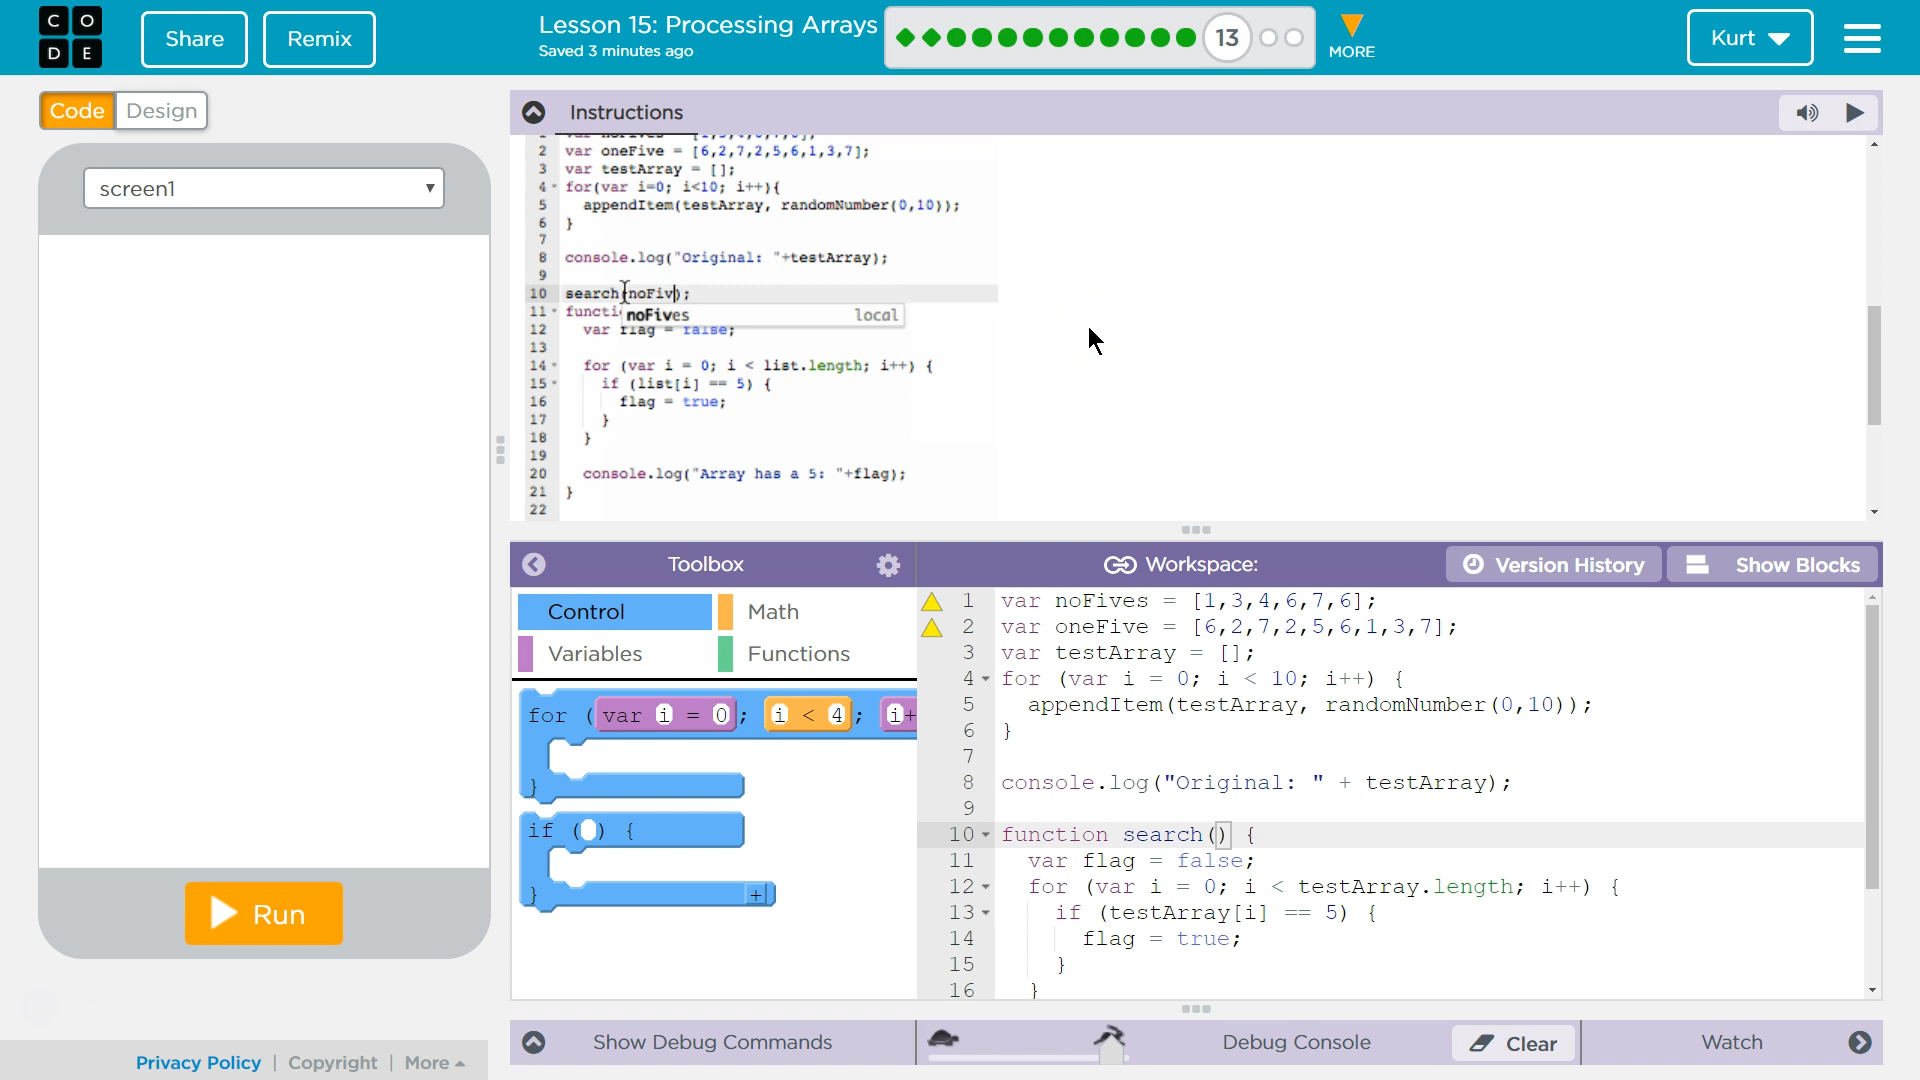 C O
D E
Share
Remix
Lesson 15: Processing Arrays
Saved 3 minutes ago
13
MORE
Kurt
Code
Design
screen1
Run
Instructions
2 var oneFive = [6,2,7,2,5,6,1,3,7];
3 var testArray = [];
4 for(var i=0; i<10; i++){
5 appendItem(testArray, randomNumber(0,10));
6 }
7
8 console.log("Original: "+testArray);
9
10 search(noFiv);
11 functi
noFives local
12 var flag = false;
13
14 for (var i = 0; i < list.length; i++) {
15 if (list[i] == 5) {
16 flag = true;
17 }
18 }
19
20 console.log("Array has a 5: "+flag);
21 }
22
Toolbox
Control
Math
Variables
Functions
for ( var i = 0 ; i < 4 ; i+
}
if ( ) {
} +
Workspace:
Version History
Show Blocks
1 var noFives = [1,3,4,6,7,6];
2 var oneFive = [6,2,7,2,5,6,1,3,7];
3 var testArray = [];
4 for (var i = 0; i < 10; i++) {
5 appendItem(testArray, randomNumber(0,10));
6 }
7
8 console.log("Original: " + testArray);
9
10 function search() {
11 var flag = false;
12 for (var i = 0; i < testArray.length; i++) {
13 if (testArray[i] == 5) {
14 flag = true;
15 }
16 }
Show Debug Commands
Debug Console
Clear
Watch
Privacy Policy | Copyright | More